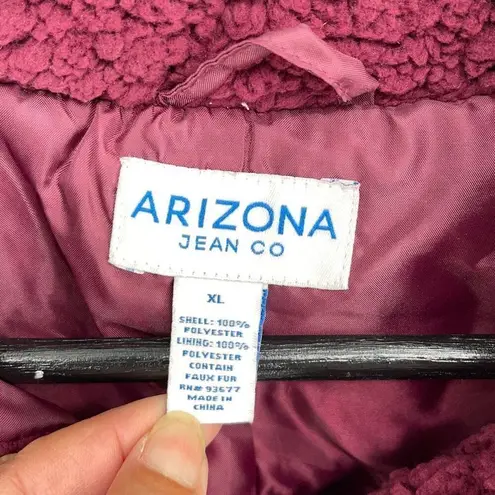 ARIZONA
JEAN CO
XL
SHELL: 100%
POLYESTER
LINING: 100%
POLYESTER
CONTAIN
FAUX FUR
RN# 93677
MADE IN
CHINA